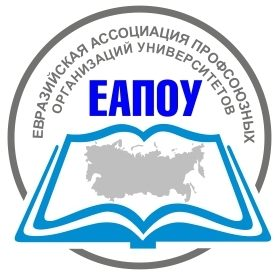 ЕВРАЗИЙСКАЯ АССОЦИАЦИЯ ПРОФСОЮЗНЫХ
ОРГАНИЗАЦИЙ УНИВЕРСИТЕТОВ
ЕАПОУ